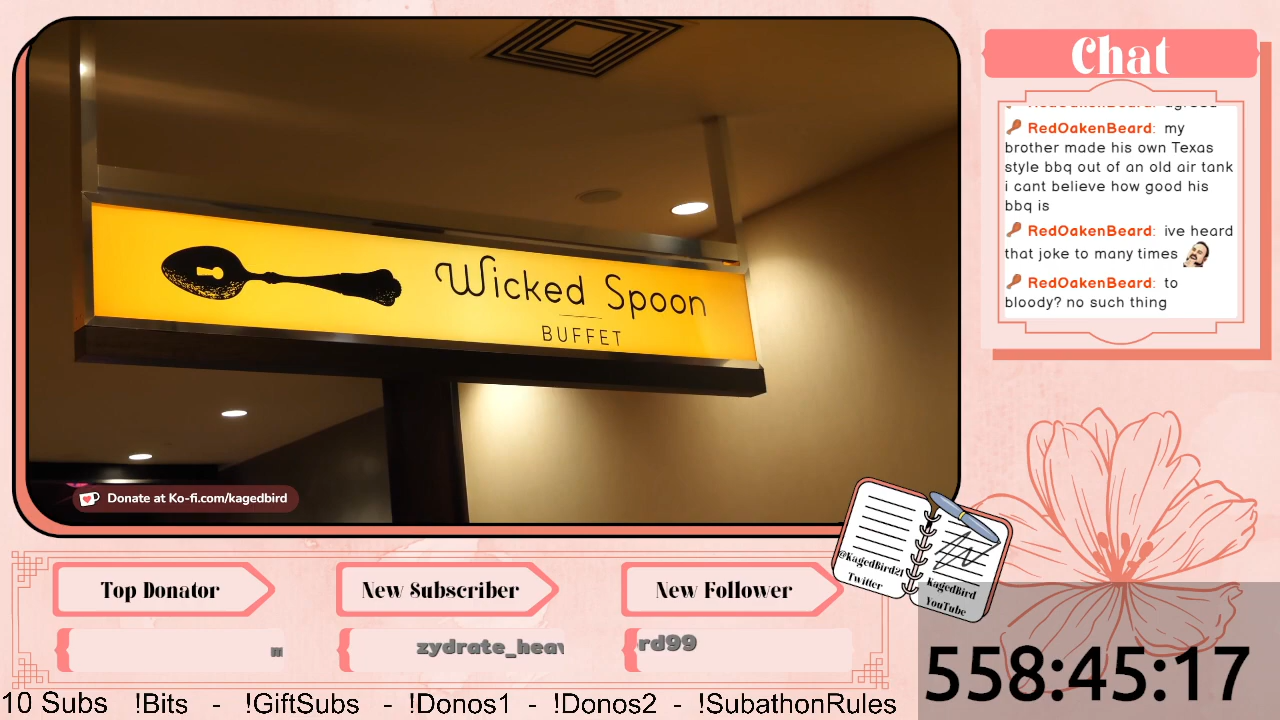 Chat
RedOakenBeard: my
brother made his own Texas
style bbq out of an old air tank
i cant believe how good his
bbq is
RedOakenBeard: ive heard
that joke to many times
RedOakenBeard: to
bloody? no such thing
Wicked Spoon
BUFFET
Donate at Ko-fi.com/kagedbird
@KagedBird21
Twitter
KagedBird
YouTube
Top Donator
New Subscriber
New Follower
zydrate_heav
rd99
558:45:17
10 Subs !Bits - !GiftSubs - !Donos1 - !Donos2 - !SubathonRules